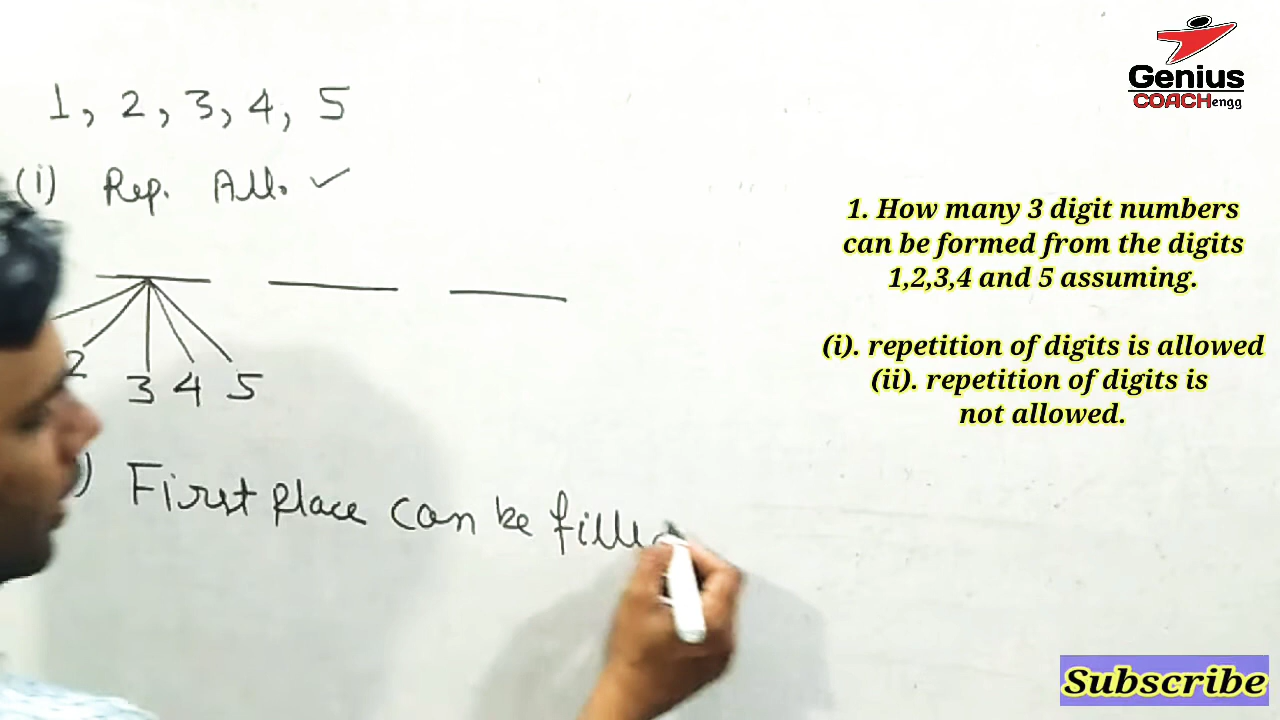 1, 2, 3, 4, 5
(i) Rep. Allo. ✓
2 3 4 5
) First place can be fille
Genius
COACHengg
1. How many 3 digit numbers
can be formed from the digits
1,2,3,4 and 5 assuming.
(i). repetition of digits is allowed
(ii). repetition of digits is
not allowed.
Subscribe